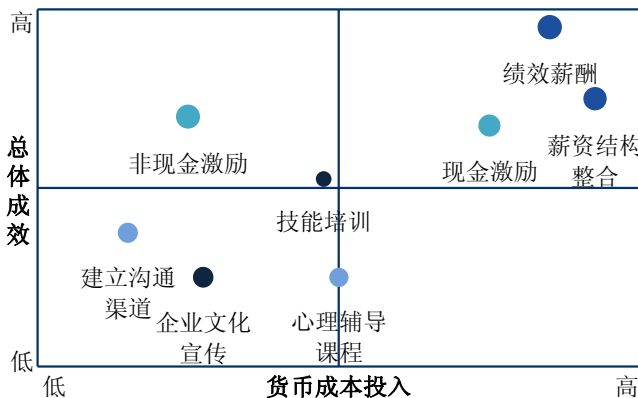 高
绩效薪酬
非现金激励
现金激励
薪资结构
整合
总
体
成
效
技能培训
建立沟通
渠道
企业文化
宣传
心理辅导
课程
低
低
货币成本投入
高